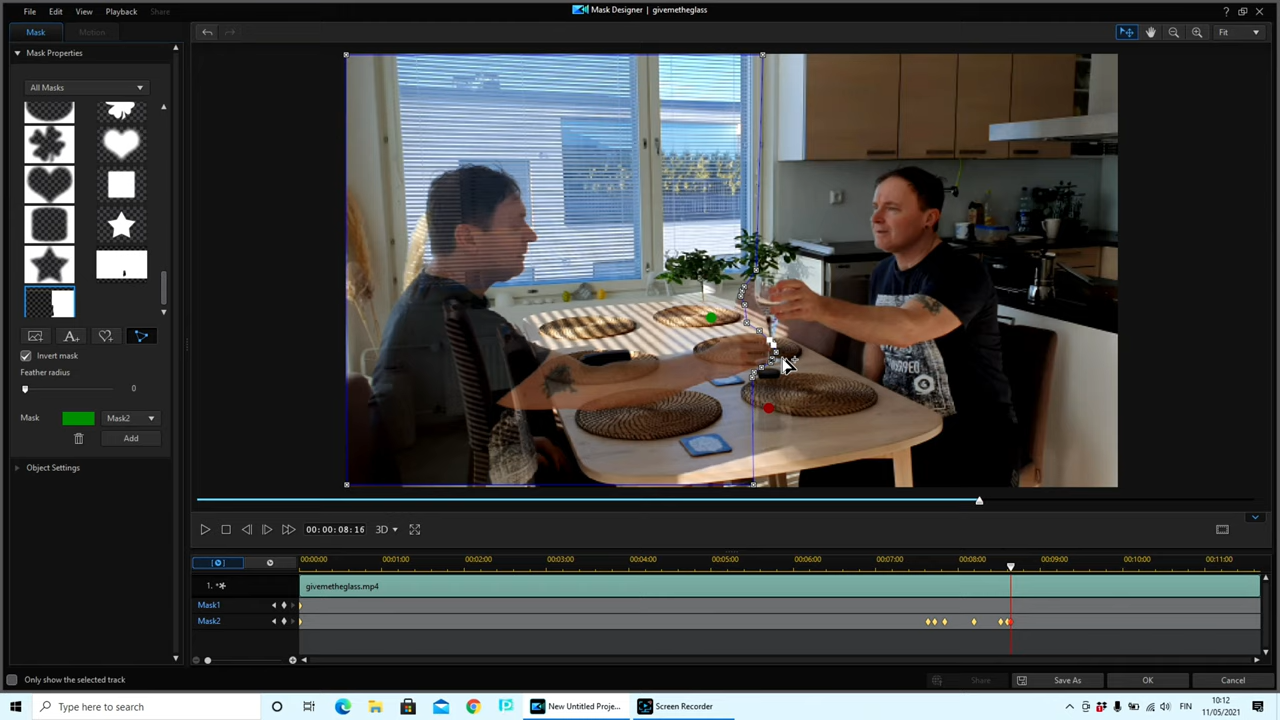 File Edit View Playback Share
Mask Designer | givemetheglass
?
Mask Motion
Fit
Mask Properties
All Masks
Invert mask
Feather radius
0
Mask Mask2
Add
Object Settings
00:00:08:16 3D
00:00:00 00:01:00 00:02:00 00:03:00 00:04:00 00:05:00 00:06:00 00:07:00 00:08:00 00:09:00 00:10:00 00:11:00
1. givemetheglass.mp4
Mask1
Mask2
Only show the selected track
Share Save As OK Cancel
Type here to search
New Untitled Proje...
Screen Recorder
FIN
10:12
11/05/2021